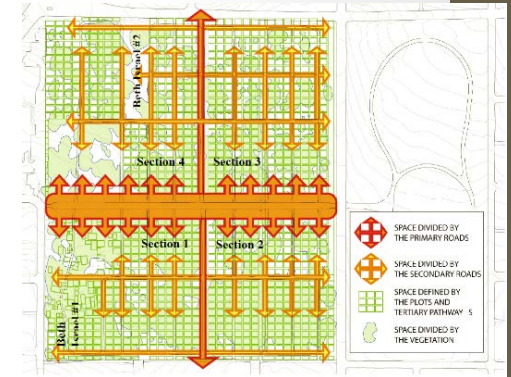 Beth Israel #2
Section 4
Section 3
Section 1
Section 2
Beth
Israel #1
SPACE DIVIDED BY
THE PRIMARY ROADS
SPACE DIVIDED BY
THE SECONDARY ROADS
SPACE DEFINED BY
THE PLOTS AND
TERTIARY PATHWAY S
SPACE DIVIDED BY
THE VEGETATION